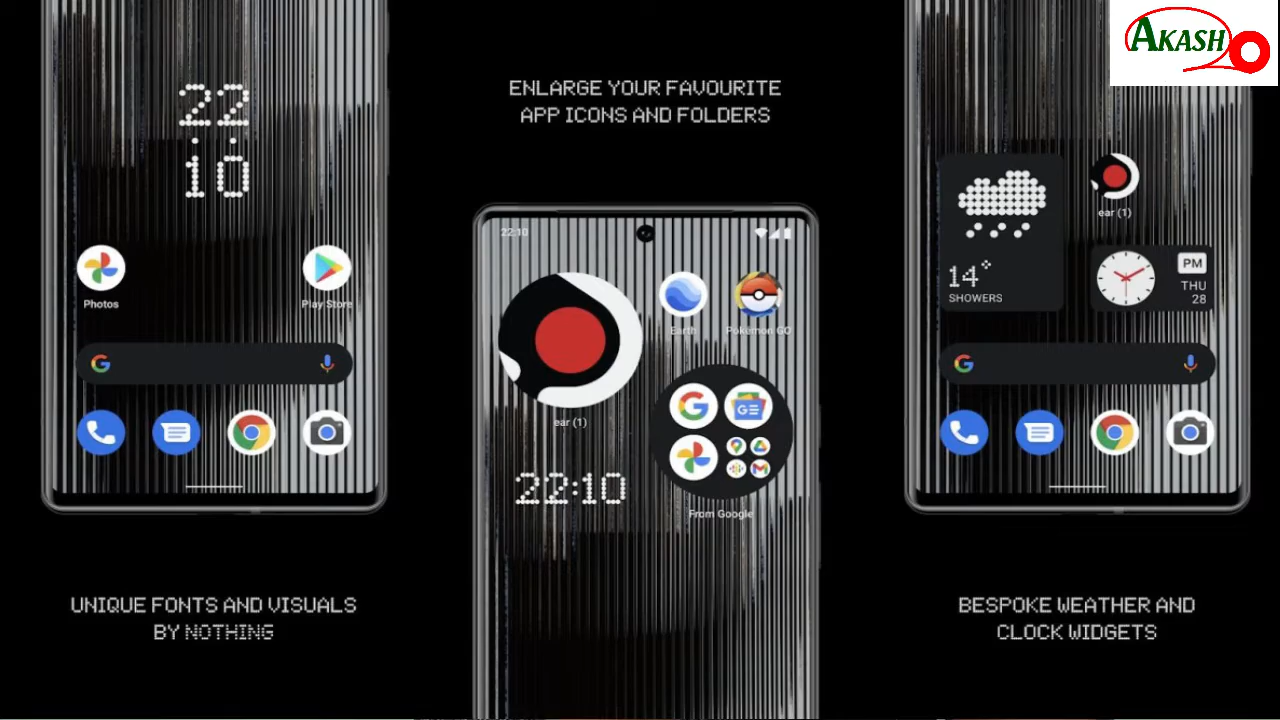 22
10
Photos
Play Store
UNIQUE FONTS AND VISUALS
BY NOTHING
ENLARGE YOUR FAVOURITE
APP ICONS AND FOLDERS
22:10
Earth
Pokémon GO
ear (1)
GE
22:10
From Google
AKASH
14°
SHOWERS
ear (1)
PM
THU
28
BESPOKE WEATHER AND
CLOCK WIDGETS